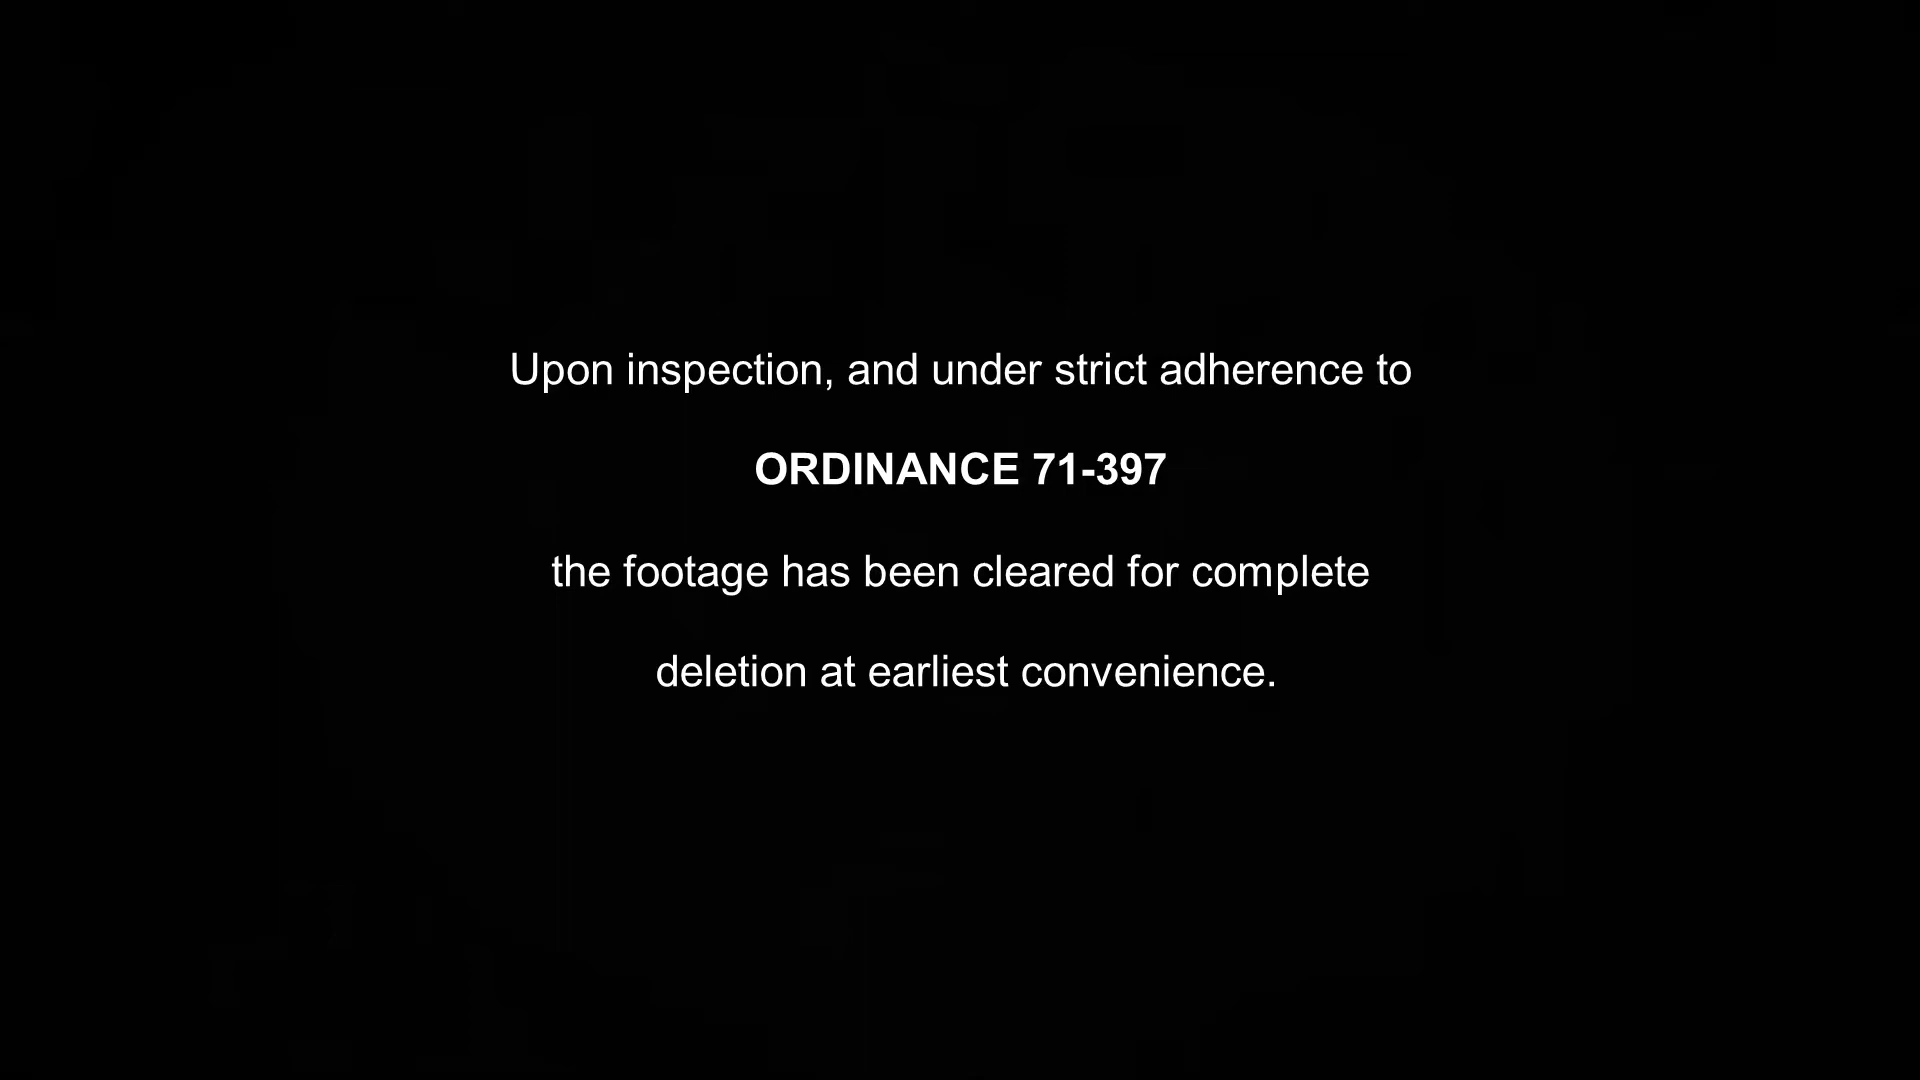 Upon inspection, and under strict adherence to
ORDINANCE 71-397
the footage has been cleared for complete
deletion at earliest convenience.